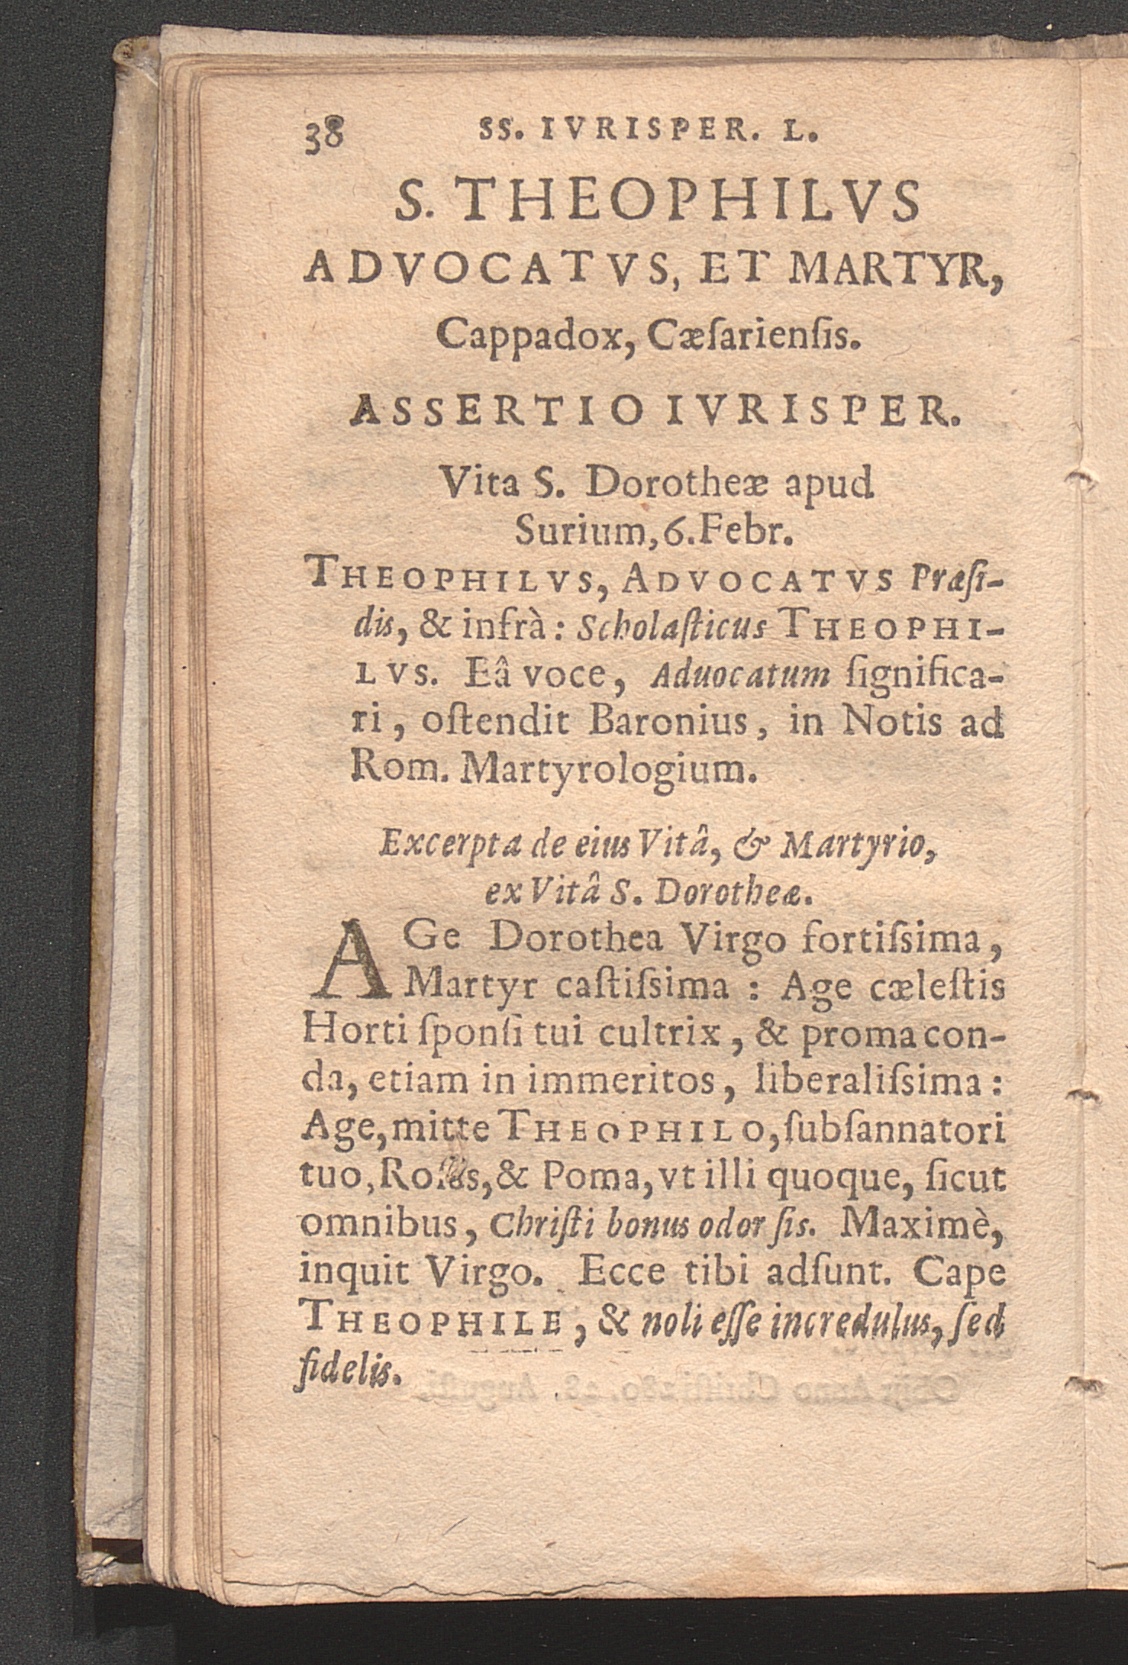 38 SS. IVRISPER. L.
S. THEOPHILVS
ADVOCATVS, ET MARTYR,
Cappadox, Cæſarienſis.
ASSERTIO IVRISPER.
Vita S. Dorotheæ apud
Surium, 6. Febr.
THEOPHILVS, ADVOCATVS Præſi-
dis, & infrà: Scholaſticus THEOPHI-
LVS. Eâ voce, Aduocatum ſignifica-
ri, oſtendit Baronius, in Notis ad
Rom. Martyrologium.
Excerpta de eius Vitâ, & Martyrio,
ex Vitâ S. Dorotheæ.
AGe Dorothea Virgo fortiſsima,
Martyr caſtiſsima : Age cæleſtis
Horti ſponſi tui cultrix, & proma con-
da, etiam in immeritos, liberaliſsima :
Age, mitte THEOPHILO, ſubſannatori
tuo, Roſas, & Poma, vt illi quoque, ſicut
omnibus, Chriſti bonus odor ſis. Maximè,
inquit Virgo. Ecce tibi adſunt. Cape
THEOPHILE, & noli eſſe incredulus, ſed
fidelis.